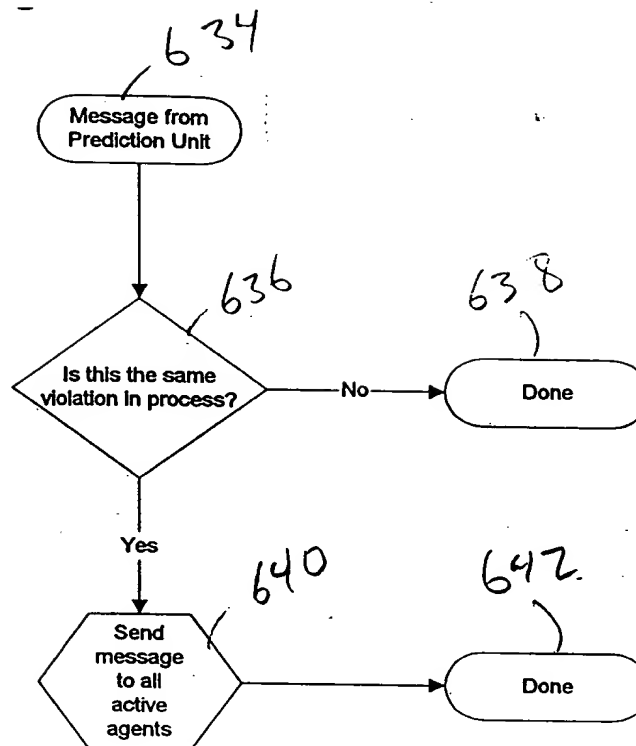 634
Message from
Prediction Unit
636
638
Is this the same
violation in process?
No
Done
Yes
640
642
Send
message
to all
active
agents
Done